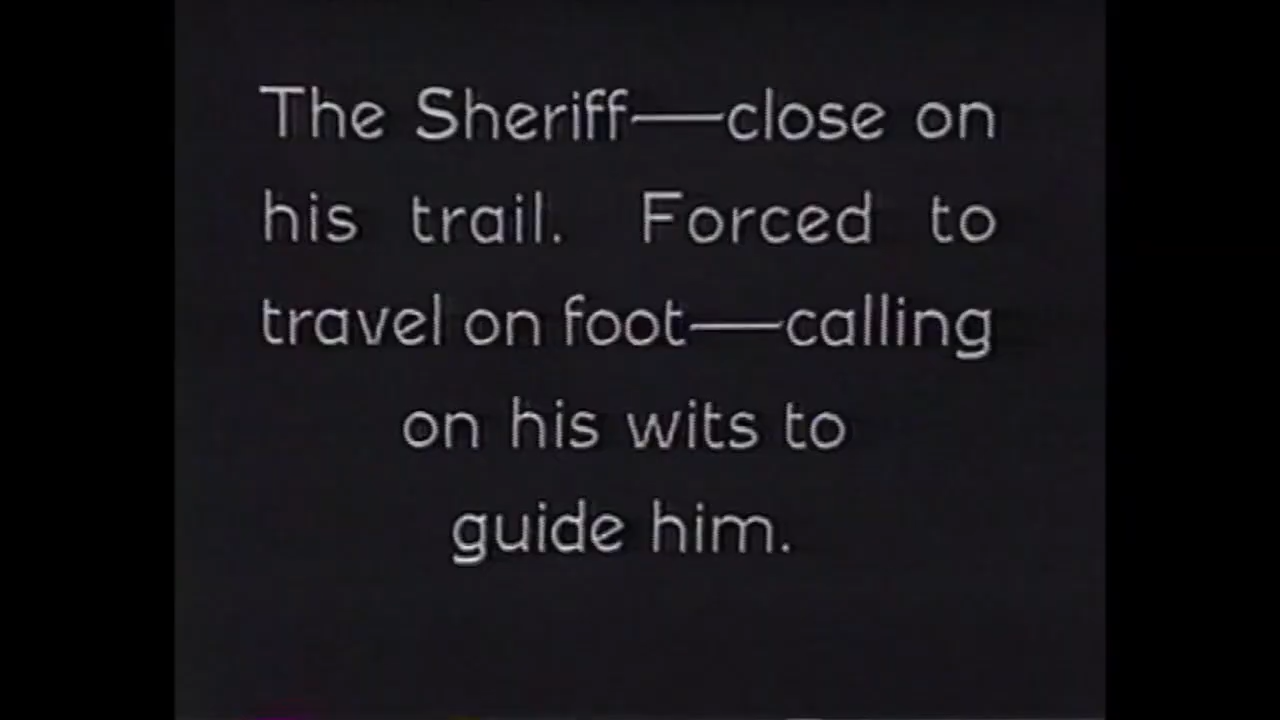 The Sheriff—close on
his trail. Forced to
travel on foot—calling
on his wits to
guide him.